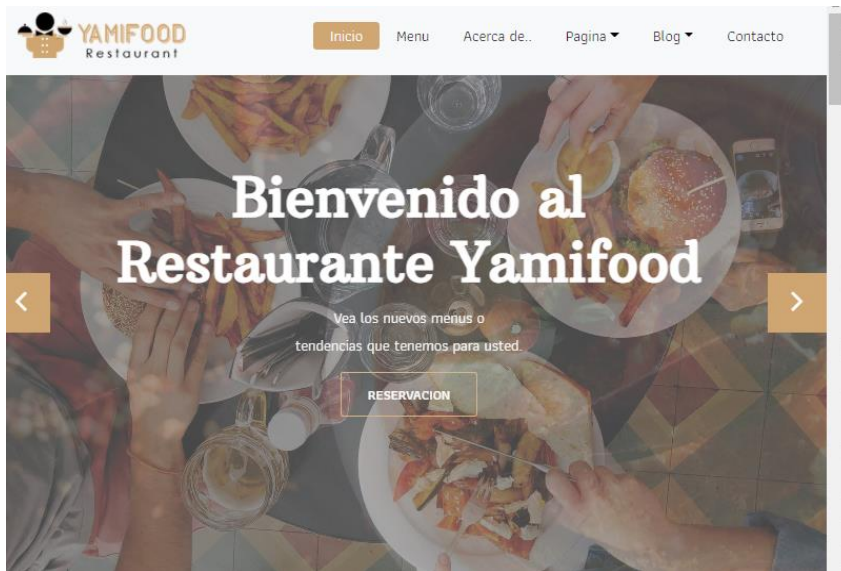 YAMIFOOD
Restaurant
Inicio Menu Acerca de.. Pagina Blog Contacto
Bienvenido al
Restaurante Yamifood
Vea los nuevos menus o
tendencias que tenemos para usted.
RESERVACION